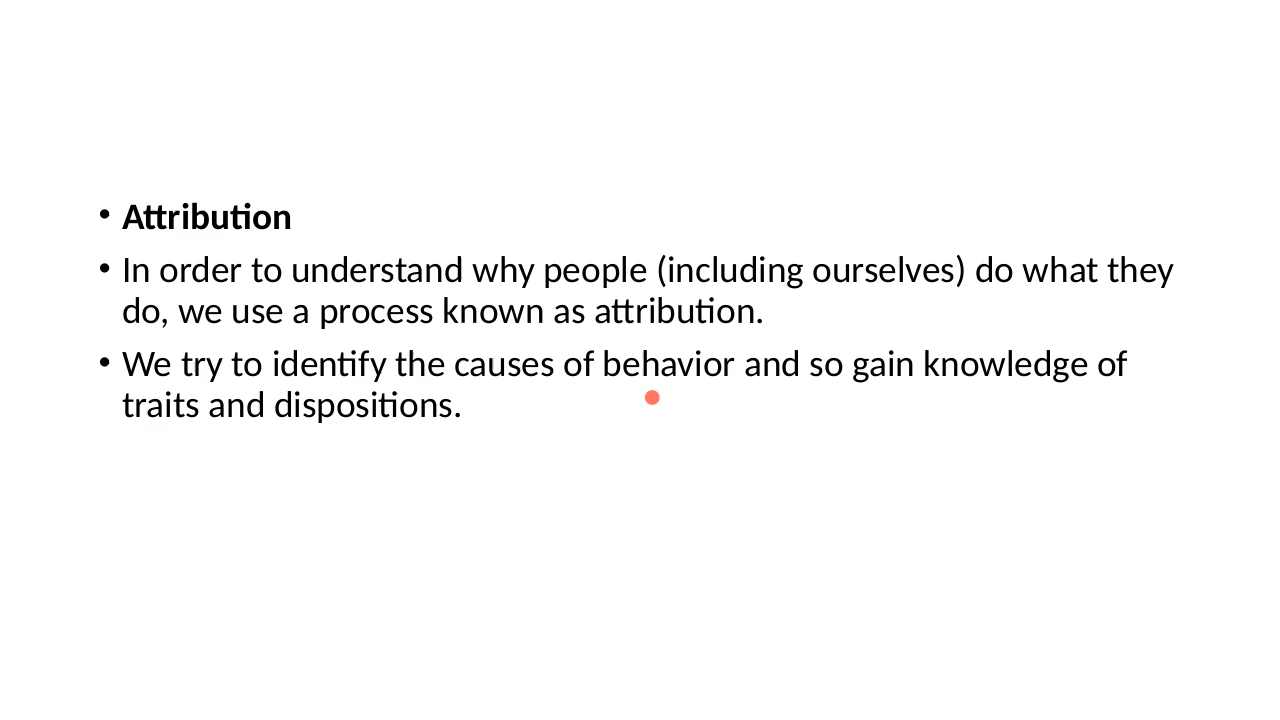 • Attribution
• In order to understand why people (including ourselves) do what they
do, we use a process known as attribution.
• We try to identify the causes of behavior and so gain knowledge of
traits and dispositions.